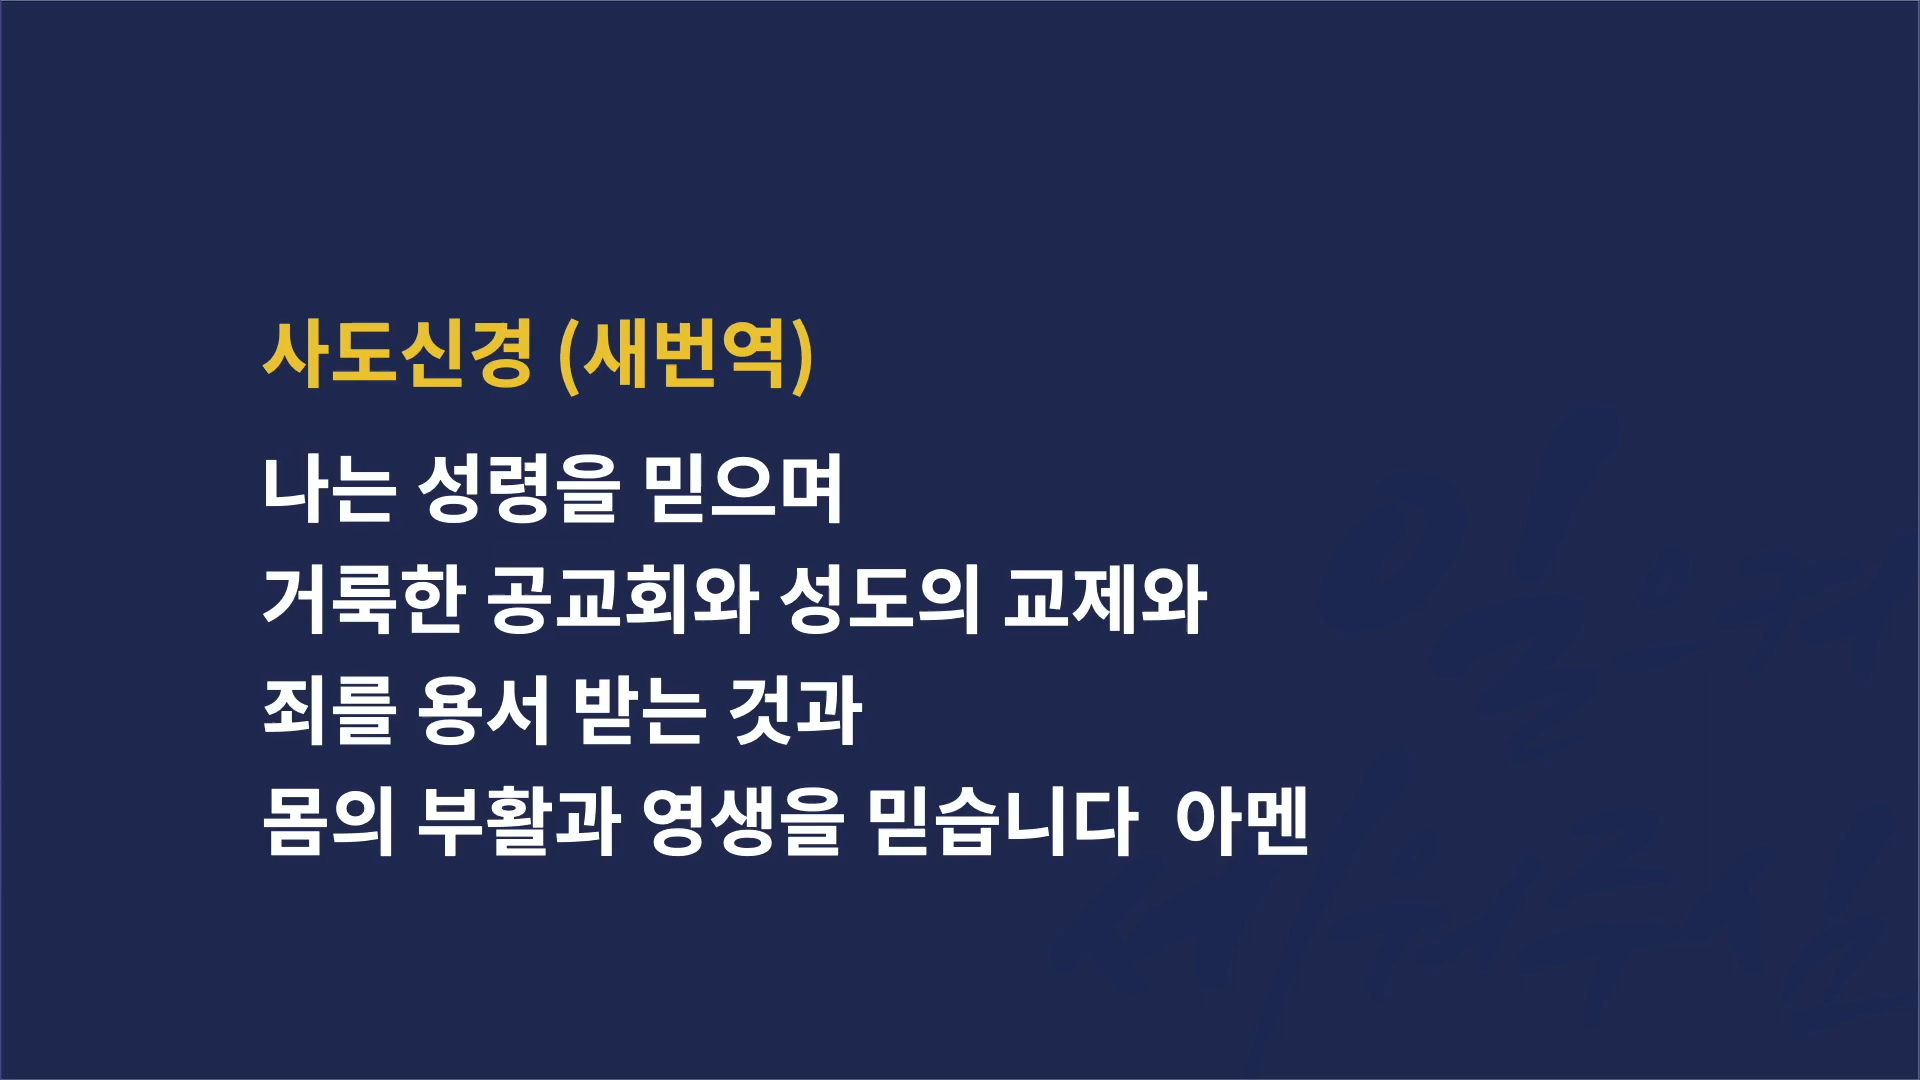 사도신경 (새번역)
나는 성령을 믿으며
거룩한 공교회와 성도의 교제와
죄를 용서 받는 것과
몸의 부활과 영생을 믿습니다 아멘